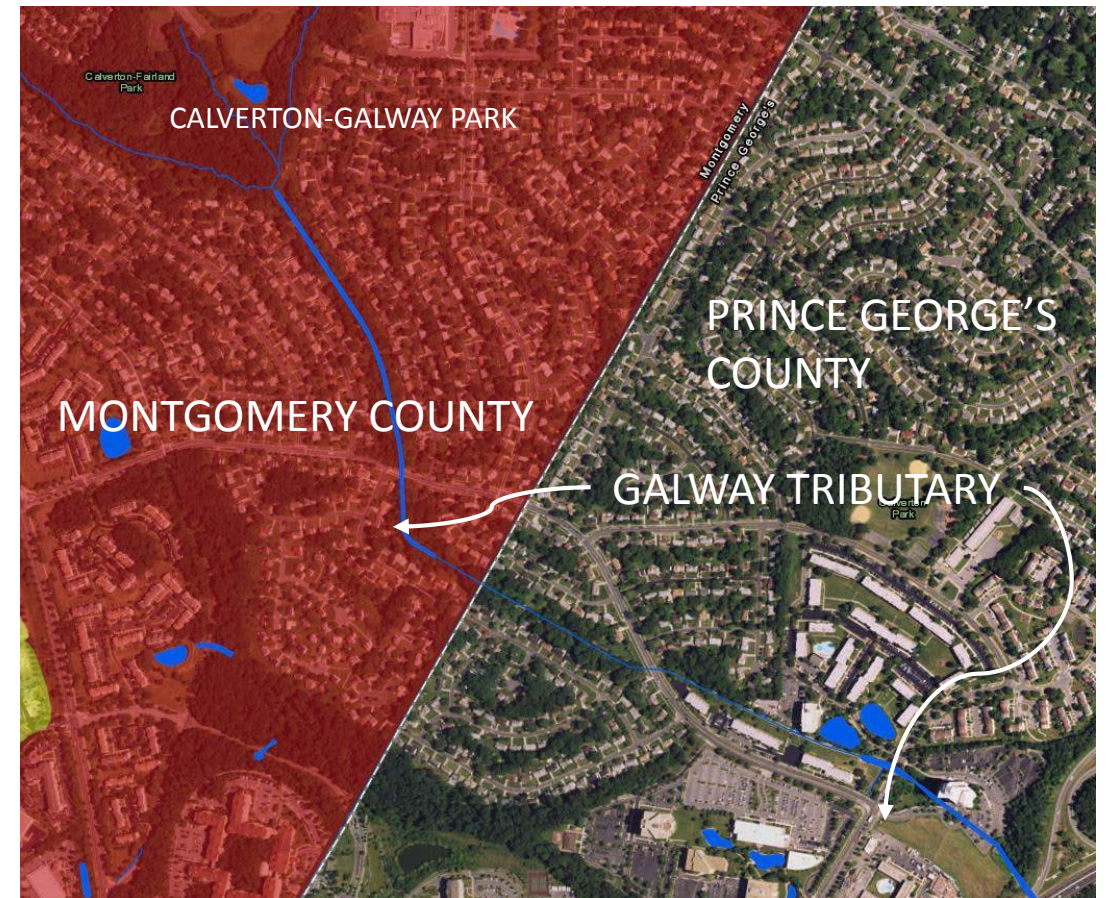 Calverton-Fairland
Park
CALVERTON-GALWAY PARK
Montgomery
Prince George's
PRINCE GEORGE’S
COUNTY
MONTGOMERY COUNTY
GALWAY TRIBUTARY
Calverton
Park